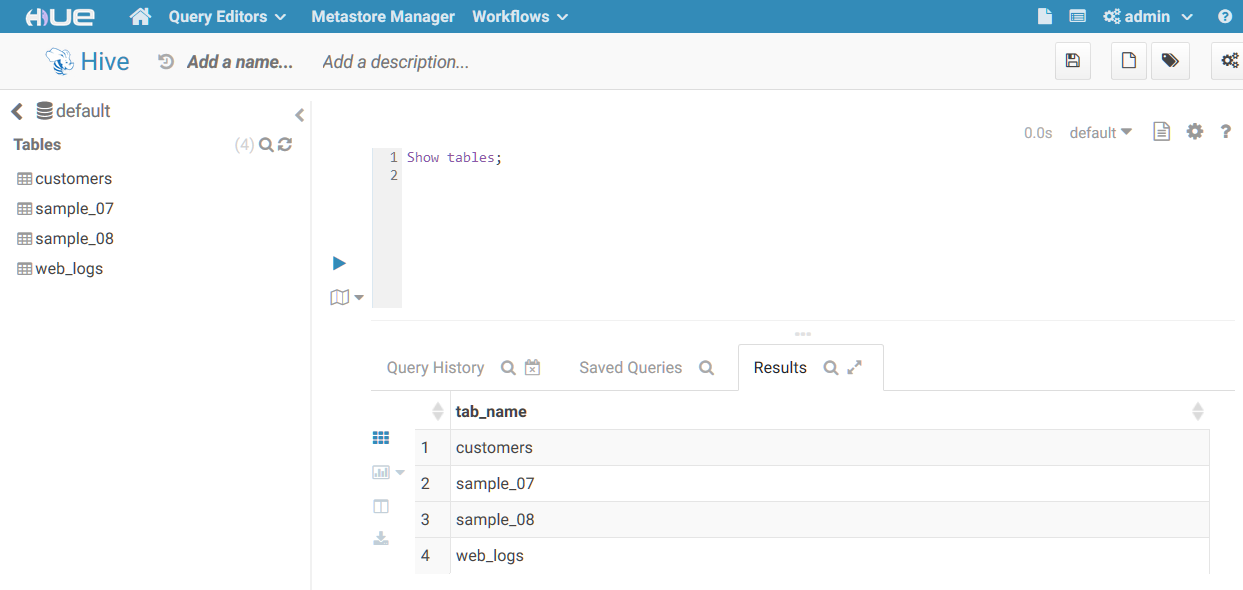 HUE Query Editors Metastore Manager Workflows admin ?
Hive Add a name... Add a description...
default
Tables (4)
customers
sample_07
sample_08
web_logs
0.0s default ?
1 Show tables;
2
Query History Saved Queries Results
tab_name
1 customers
2 sample_07
3 sample_08
4 web_logs